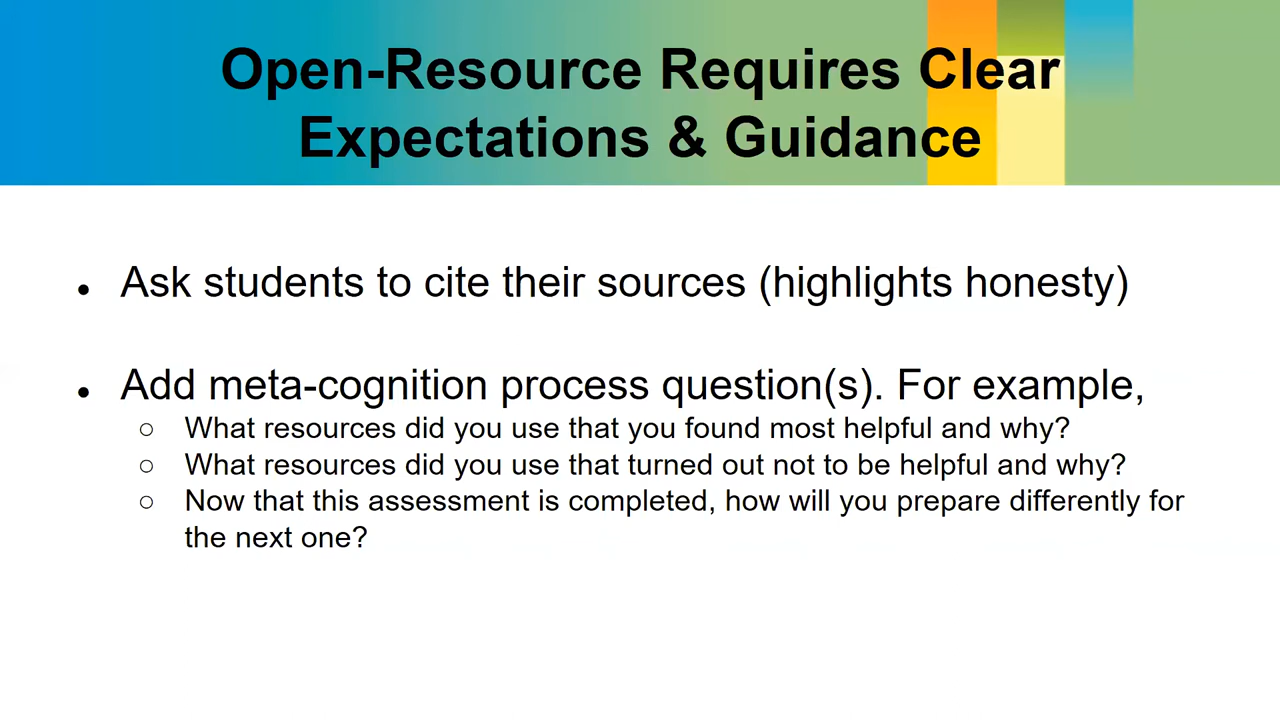 Open-Resource Requires Clear
Expectations & Guidance
● Ask students to cite their sources (highlights honesty)
● Add meta-cognition process question(s). For example,
○ What resources did you use that you found most helpful and why?
○ What resources did you use that turned out not to be helpful and why?
○ Now that this assessment is completed, how will you prepare differently for
the next one?